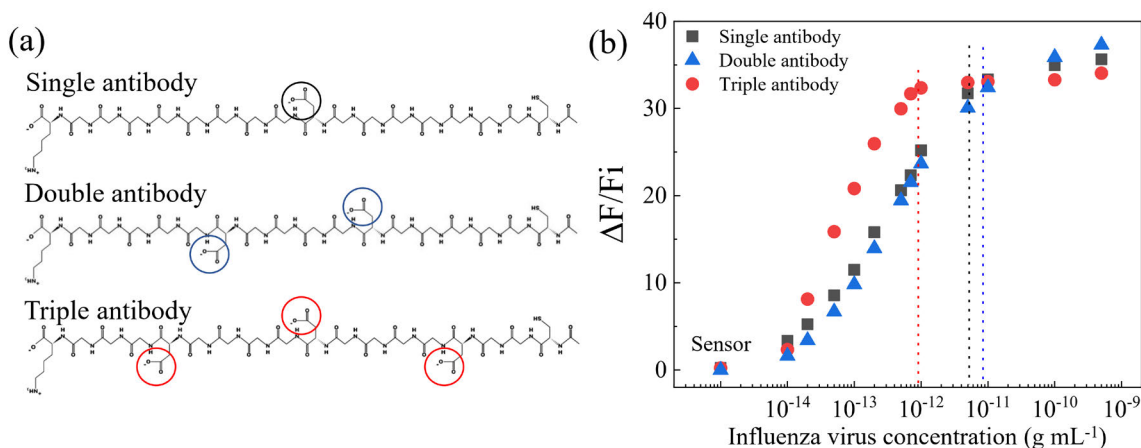 (a)
Single antibody
Double antibody
Triple antibody
(b)
40
30
20
10
0
ΔF/Fi
Single antibody
Double antibody
Triple antibody
Sensor
10⁻¹⁴
10⁻¹³
10⁻¹²
10⁻¹¹
10⁻¹⁰
10⁻⁹
Influenza virus concentration (g mL⁻¹)